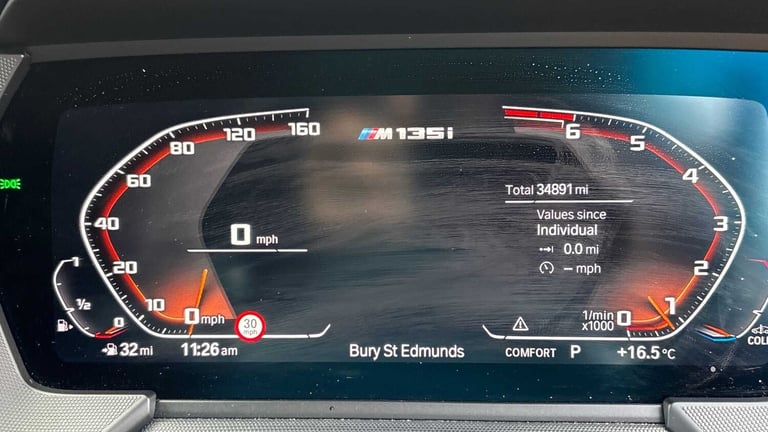 M135i
160
120
80
60
40
20
10
0 mph
0 mph
30
mph
1
1/2
0
32 mi
11:26 am
Bury St Edmunds
Total 34891 mi
Values since
Individual
0.0 mi
– mph
6
5
4
3
2
1
0
1/min
x1000
COMFORT P +16.5 °C